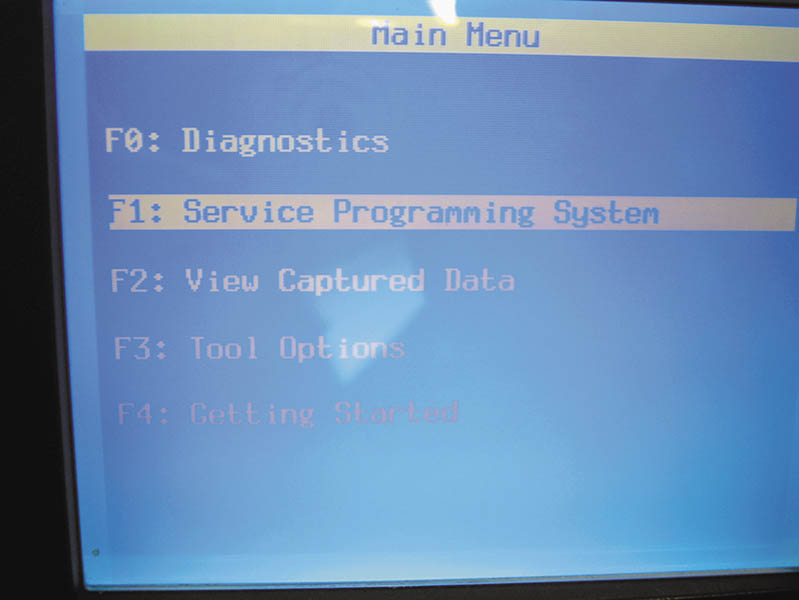 Main Menu
F0: Diagnostics
F1: Service Programming System
F2: View Captured Data
F3: Tool Options
F4: Getting Started